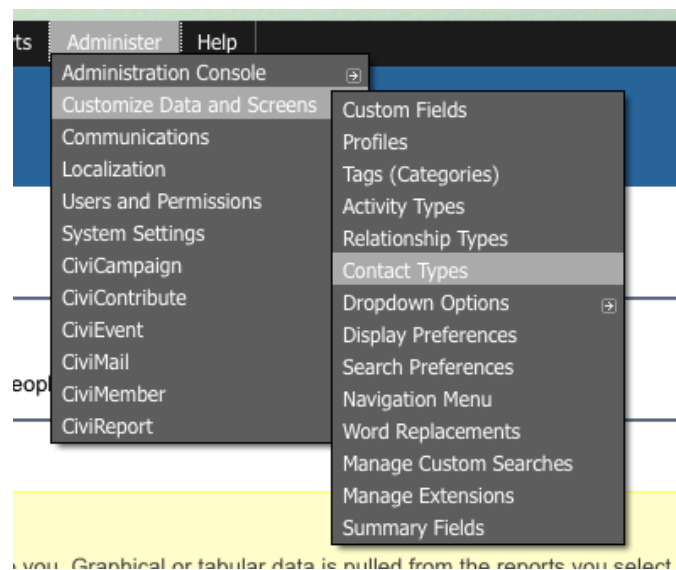 ts Administer Help
Administration Console
Customize Data and Screens
Communications
Localization
Users and Permissions
System Settings
CiviCampaign
CiviContribute
CiviEvent
CiviMail
CiviMember
CiviReport
Custom Fields
Profiles
Tags (Categories)
Activity Types
Relationship Types
Contact Types
Dropdown Options
Display Preferences
Search Preferences
Navigation Menu
Word Replacements
Manage Custom Searches
Manage Extensions
Summary Fields
eopl
you. Graphical or tabular data is pulled from the reports you select